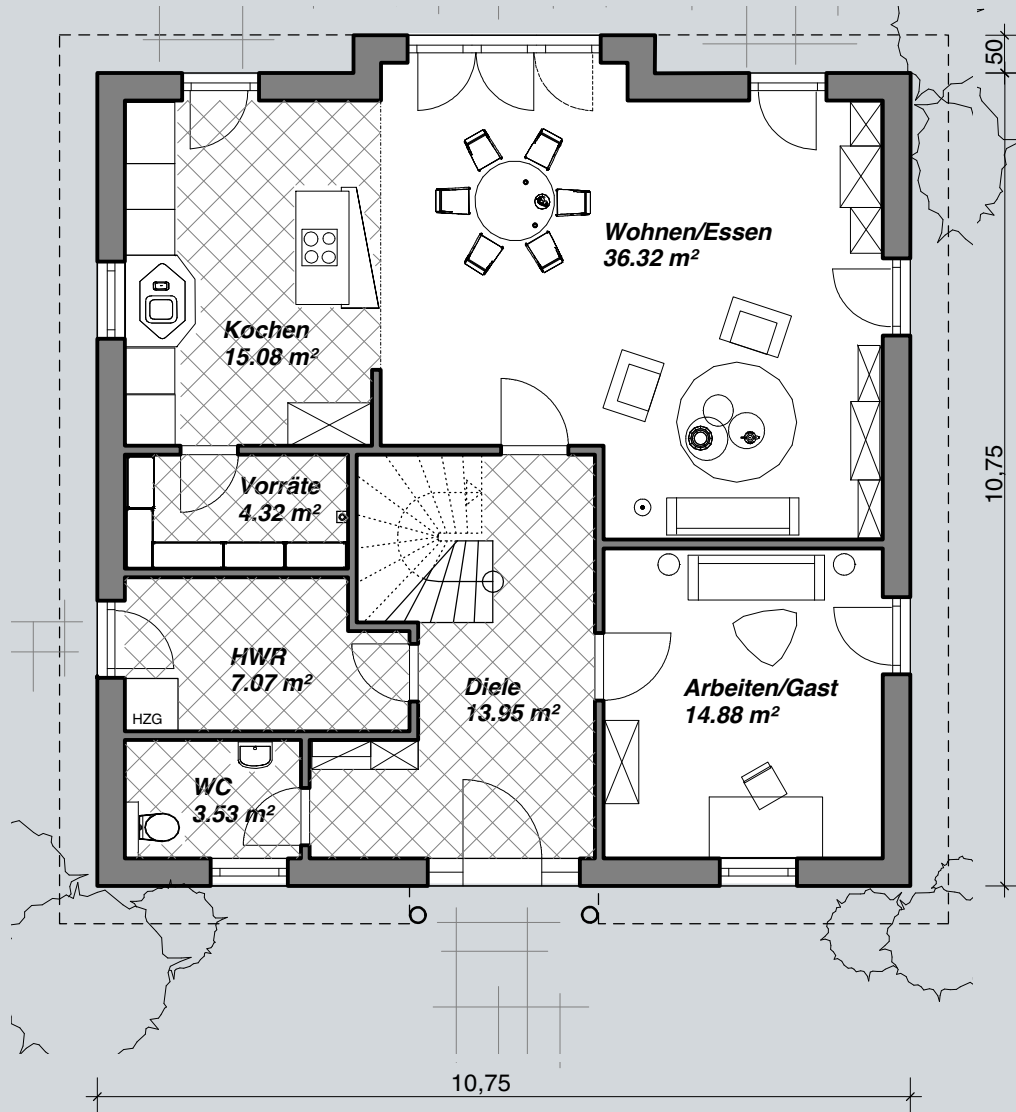 50
Wohnen/Essen
36.32 m²
Kochen
15.08 m²
10,75
Vorräte
4.32 m²
HWR
7.07 m²
HZG
Diele
13.95 m²
Arbeiten/Gast
14.88 m²
WC
3.53 m²
10,75